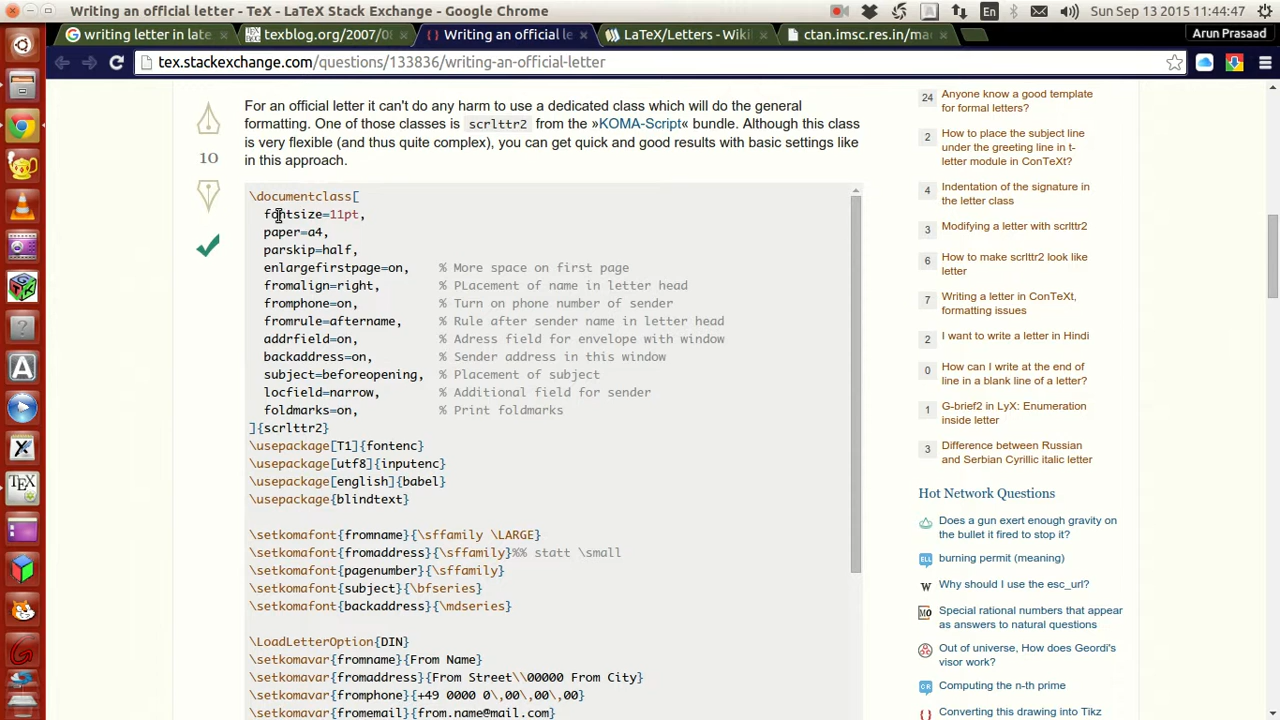 Writing an official letter - TeX - LaTeX Stack Exchange - Google Chrome
En
Sun Sep 13 2015 11:44:47
writing letter in late
texblog.org/2007/08
Writing an official le
LaTeX/Letters - Wiki
ctan.imsc.res.in/ma
Arun Prasaad
tex.stackexchange.com/questions/133836/writing-an-official-letter
For an official letter it can't do any harm to use a dedicated class which will do the general
formatting. One of those classes is scrlttr2 from the »KOMA-Script« bundle. Although this class
is very flexible (and thus quite complex), you can get quick and good results with basic settings like
in this approach.
10
\documentclass[
fontsize=11pt,
paper=a4,
parskip=half,
enlargefirstpage=on, % More space on first page
fromalign=right, % PLacement of name in letter head
fromphone=on, % Turn on phone number of sender
fromrule=aftername, % Rule after sender name in letter head
addrfield=on, % Adress field for envelope with window
backaddress=on, % Sender address in this window
subject=beforeopening, % Placement of subject
locfield=narrow, % Additional field for sender
foldmarks=on, % Print foldmarks
]{scrlttr2}
\usepackage[T1]{fontenc}
\usepackage[utf8]{inputenc}
\usepackage[english]{babel}
\usepackage{blindtext}
\setkomafont{fromname}{\sffamily \LARGE}
\setkomafont{fromaddress}{\sffamily}%% statt \small
\setkomafont{pagenumber}{\sffamily}
\setkomafont{subject}{\bfseries}
\setkomafont{backaddress}{\mdseries}
\LoadLetterOption{DIN}
\setkomavar{fromname}{From Name}
\setkomavar{fromaddress}{From Street\\00000 From City}
\setkomavar{fromphone}{+49 0000 0\,00\,00\,00}
\setkomavar{fromemail}{from.name@mail.com}
24 Anyone know a good template
for formal letters?
2 How to place the subject line
under the greeting line in t-
letter module in ConTeXt?
4 Indentation of the signature in
the letter class
3 Modifying a letter with scrlttr2
6 How to make scrlttr2 look like
letter
7 Writing a letter in ConTeXt,
formatting issues
2 I want to write a letter in Hindi
0 How can I write at the end of
line in a blank line of a letter?
1 G-brief2 in LyX: Enumeration
inside letter
3 Difference between Russian
and Serbian Cyrillic italic letter
Hot Network Questions
Does a gun exert enough gravity on
the bullet it fired to stop it?
ELL burning permit (meaning)
W Why should I use the esc_url?
MO Special rational numbers that appear
as answers to natural questions
Out of universe, How does Geordi's
visor work?
CR Computing the n-th prime
Converting this drawing into Tikz